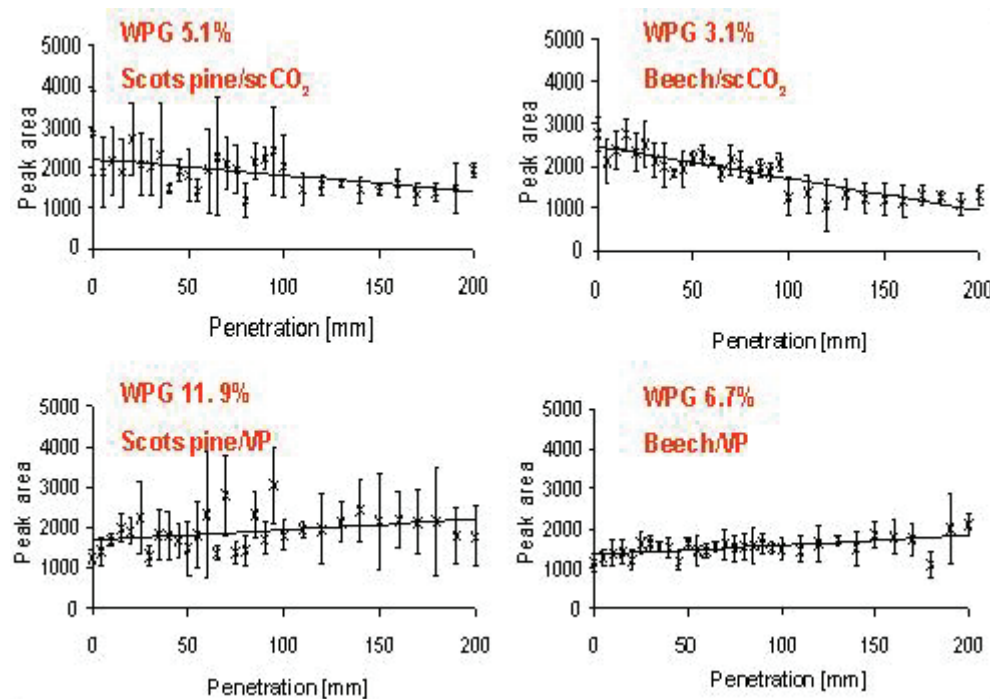 WPG 5.1%
Scots pine/scCO₂
Peak area
5000
4000
3000
2000
1000
0
0 50 100 150 200
Penetration [mm]
WPG 3.1%
Beech/scCO₂
Peak area
5000
4000
3000
2000
1000
0
0 50 100 150 200
Penetration [mm]
WPG 11. 9%
Scots pine/VP
Peak area
5000
4000
3000
2000
1000
0
0 50 100 150 200
Penetration [mm]
WPG 6.7%
Beech/VP
Peak area
5000
4000
3000
2000
1000
0
0 50 100 150 200
Penetration [mm]